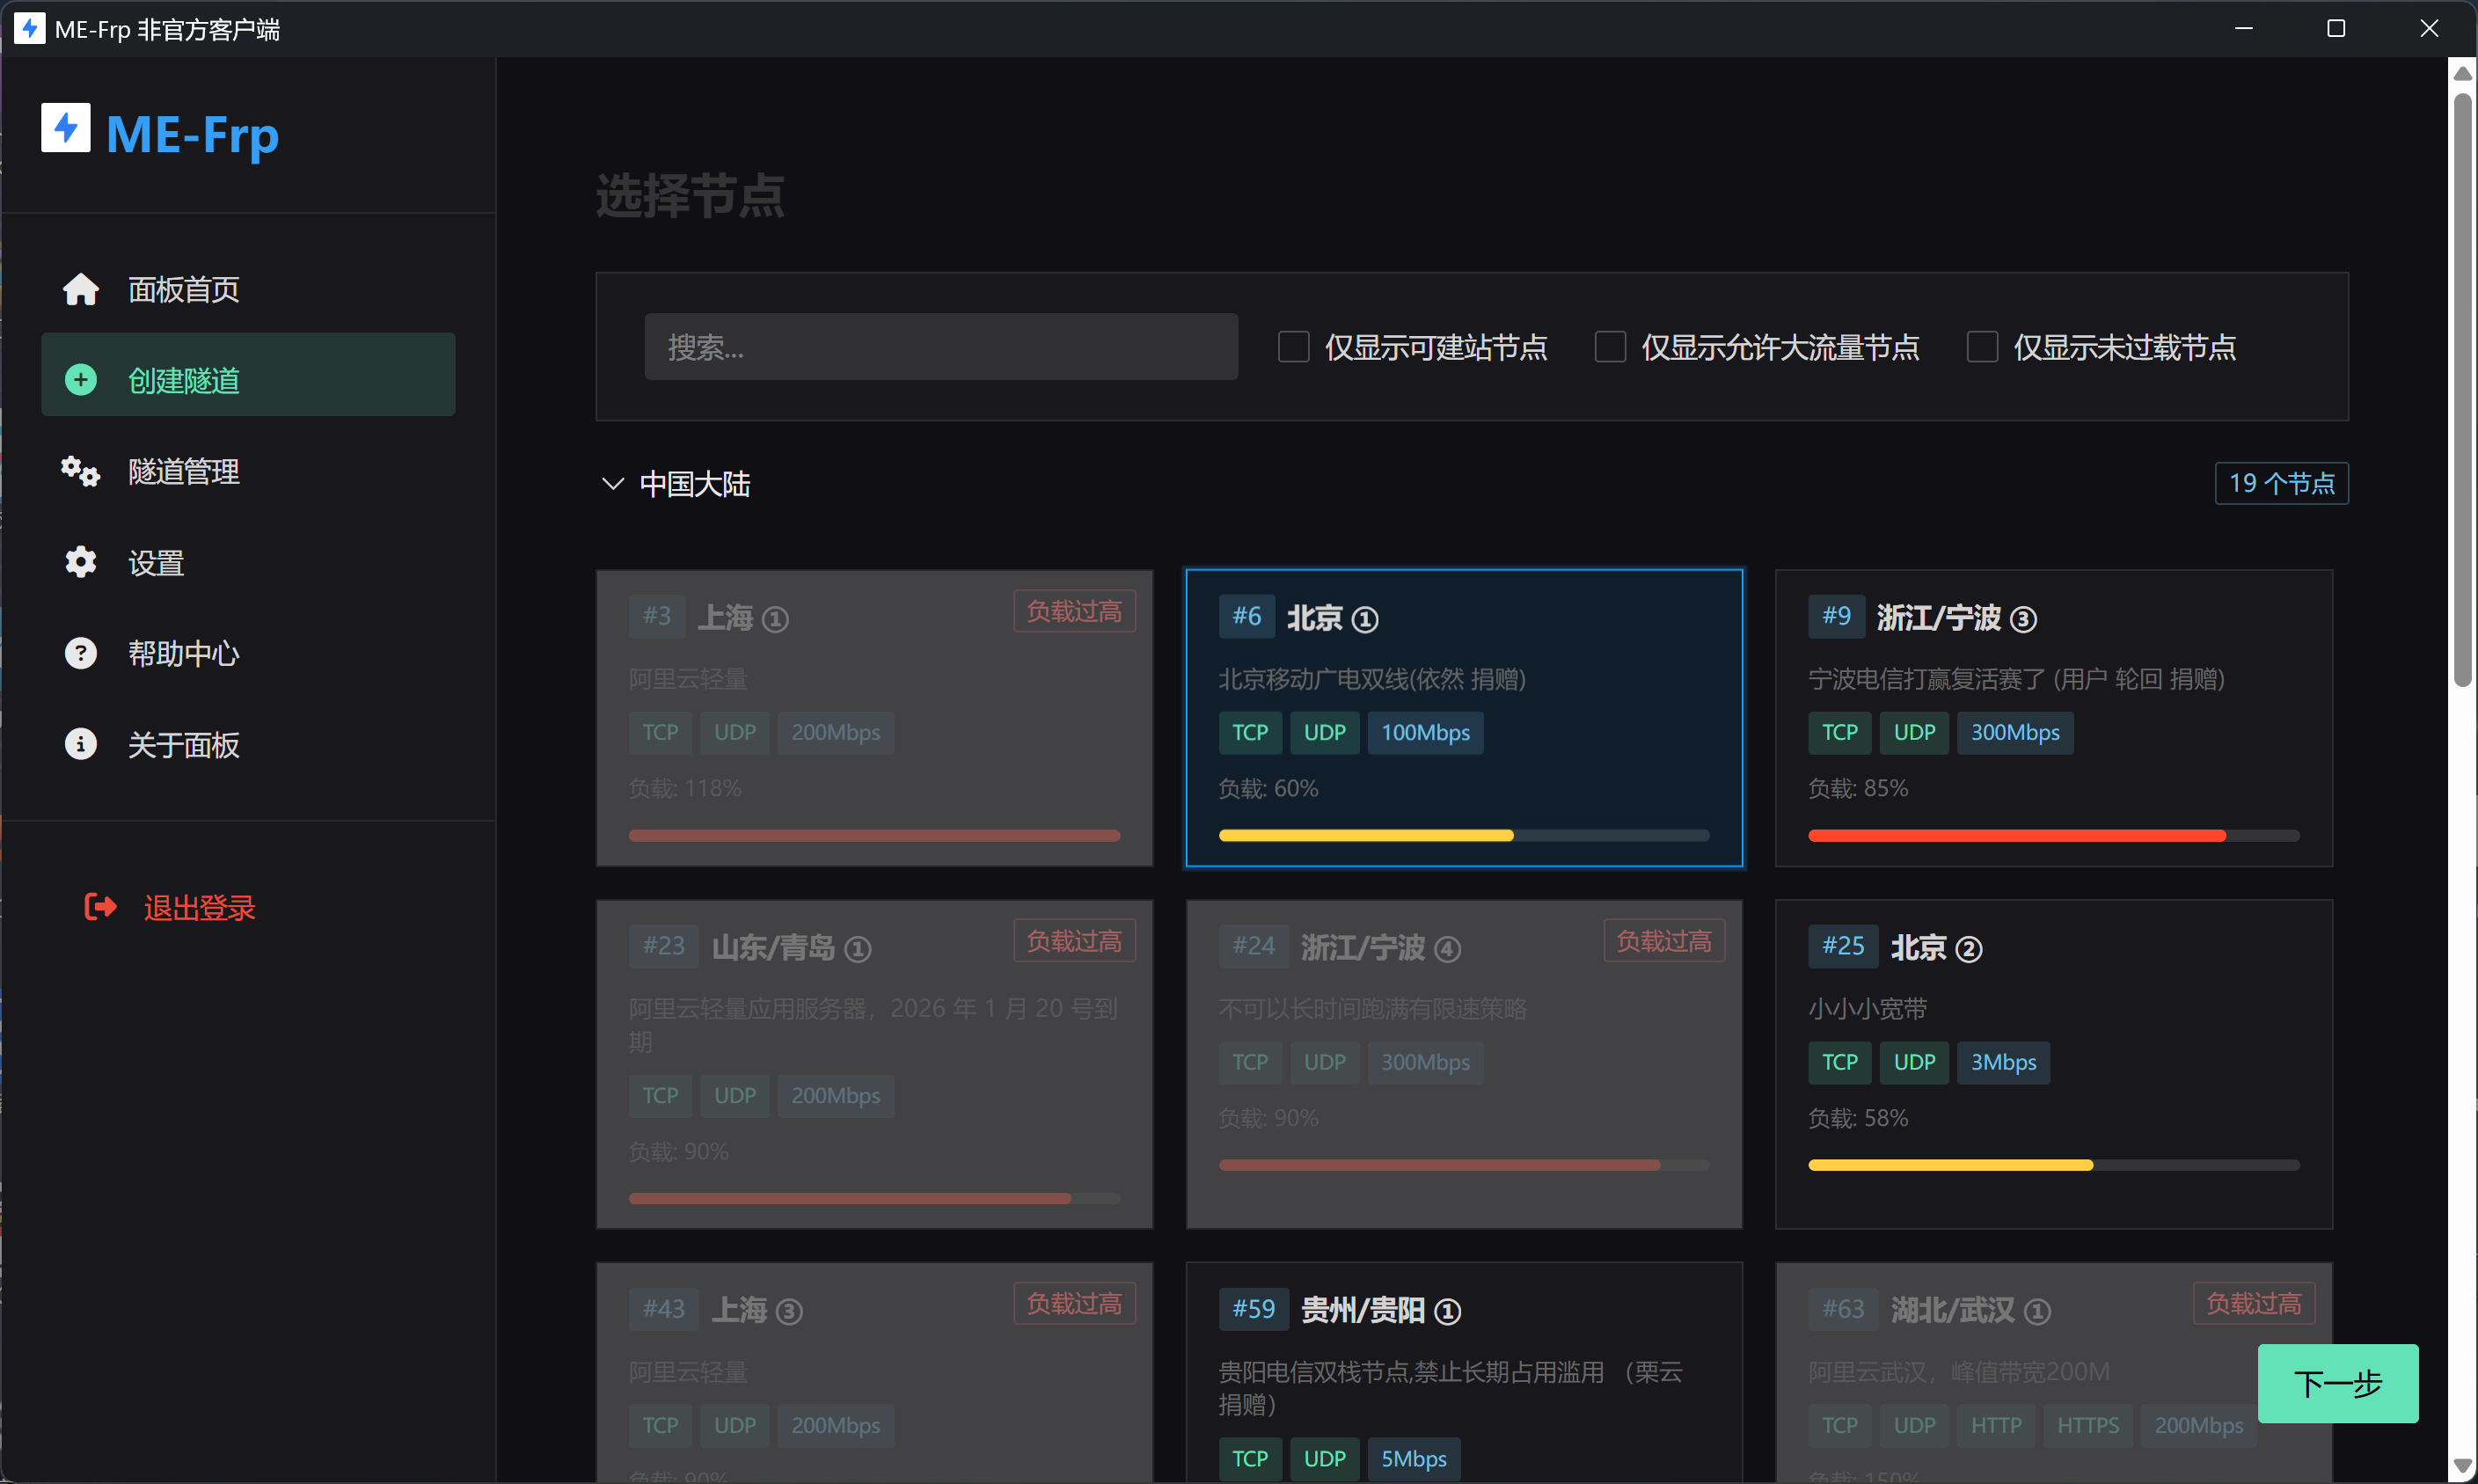 ME-Frp 非官方客户端
ME-Frp
面板首页
创建隧道
隧道管理
设置
帮助中心
关于面板
退出登录
选择节点
搜索...
仅显示可建站节点
仅显示允许大流量节点
仅显示未过载节点
中国大陆
19 个节点
#3 上海 ①
负载过高
阿里云轻量
TCP UDP 200Mbps
负载: 118%
#6 北京 ①
北京移动广电双线(依然 捐赠)
TCP UDP 100Mbps
负载: 60%
#9 浙江/宁波 ③
宁波电信打赢复活赛了 (用户 轮回 捐赠)
TCP UDP 300Mbps
负载: 85%
#23 山东/青岛 ①
负载过高
阿里云轻量应用服务器，2026 年 1 月 20 号到
期
TCP UDP 200Mbps
负载: 90%
#24 浙江/宁波 ④
负载过高
不可以长时间跑满有限速策略
TCP UDP 300Mbps
负载: 90%
#25 北京 ②
小小小宽带
TCP UDP 3Mbps
负载: 58%
#43 上海 ③
负载过高
阿里云轻量
TCP UDP 200Mbps
负载: 90%
#59 贵州/贵阳 ①
贵阳电信双栈节点,禁止长期占用滥用 （栗云
捐赠）
TCP UDP 5Mbps
#63 湖北/武汉 ①
负载过高
阿里云武汉，峰值带宽200M
TCP UDP HTTP HTTPS 200Mbps
负载: 150%
下一步